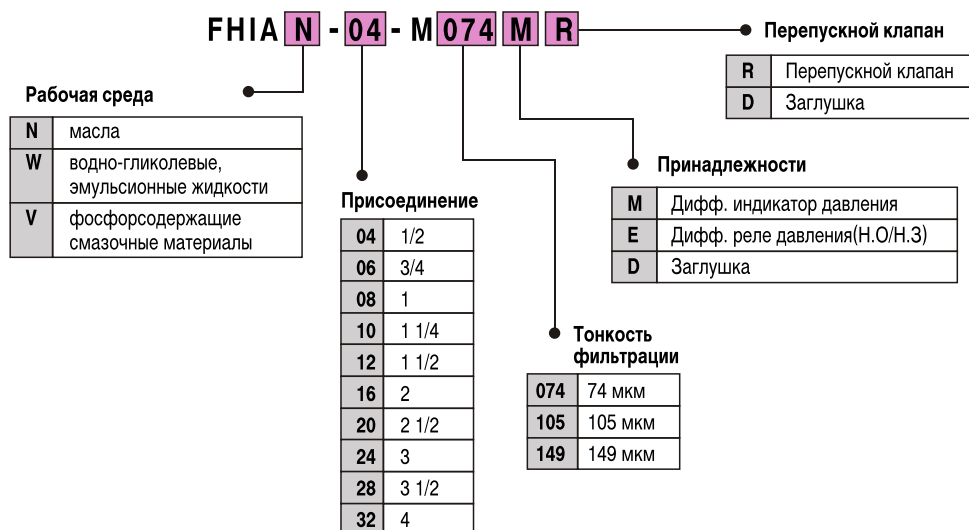 FHIA N - 04 - M 074 M R
Перепускной клапан
R Перепускной клапан
D Заглушка
Рабочая среда
N масла
W водно-гликолевые,
эмульсионные жидкости
V фосфорсодержащие
смазочные материалы
Принадлежности
M Дифф. индикатор давления
E Дифф. реле давления(Н.О/Н.З)
D Заглушка
Присоединение
04 1/2
06 3/4
08 1
10 1 1/4
12 1 1/2
16 2
20 2 1/2
24 3
28 3 1/2
32 4
Тонкость
фильтрации
074 74 мкм
105 105 мкм
149 149 мкм